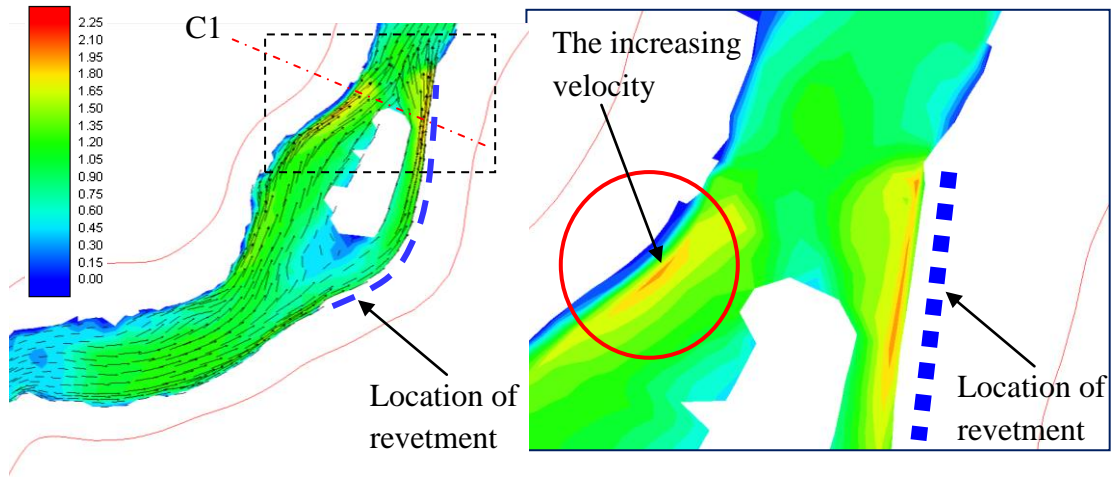 2.25
2.10
1.95
1.80
1.65
1.50
1.35
1.20
1.05
0.90
0.75
0.60
0.45
0.30
0.15
0.00
C1
Location of
revetment
The increasing
velocity
Location of
revetment